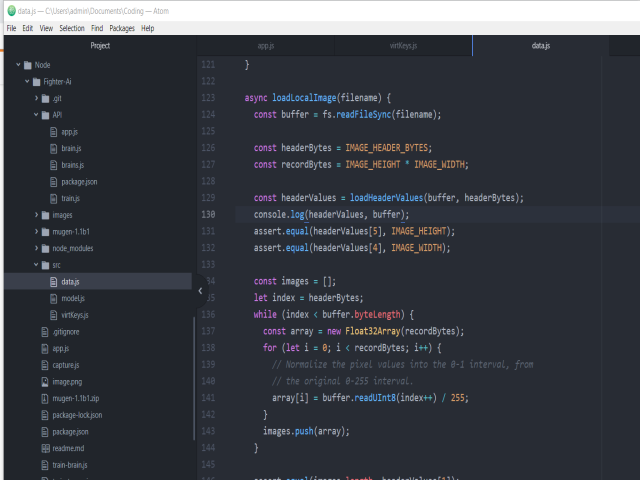 data.js — C:\Users\admin\Documents\Coding — Atom
File Edit View Selection Find Packages Help
Project
app.js virtKeys.js data.js
Node
Fighter-Ai
.git
API
app.js
brain.js
brains.js
package.json
train.js
images
mugen-1.1b1
node_modules
src
data.js
model.js
virtKeys.js
.gitignore
app.js
capture.js
image.png
mugen-1.1b1.zip
package-lock.json
package.json
readme.md
train-brain.js
121 }
122
123 async loadLocalImage(filename) {
124 const buffer = fs.readFileSync(filename);
125
126 const headerBytes = IMAGE_HEADER_BYTES;
127 const recordBytes = IMAGE_HEIGHT * IMAGE_WIDTH;
128
129 const headerValues = loadHeaderValues(buffer, headerBytes);
130 console.log(headerValues, buffer);
131 assert.equal(headerValues[5], IMAGE_HEIGHT);
132 assert.equal(headerValues[4], IMAGE_WIDTH);
133
134 const images = [];
135 let index = headerBytes;
136 while (index < buffer.byteLength) {
137 const array = new Float32Array(recordBytes);
138 for (let i = 0; i < recordBytes; i++) {
139 // Normalize the pixel values into the 0-1 interval, from
140 // the original 0-255 interval.
141 array[i] = buffer.readUInt8(index++) / 255;
142 }
143 images.push(array);
144 }
145